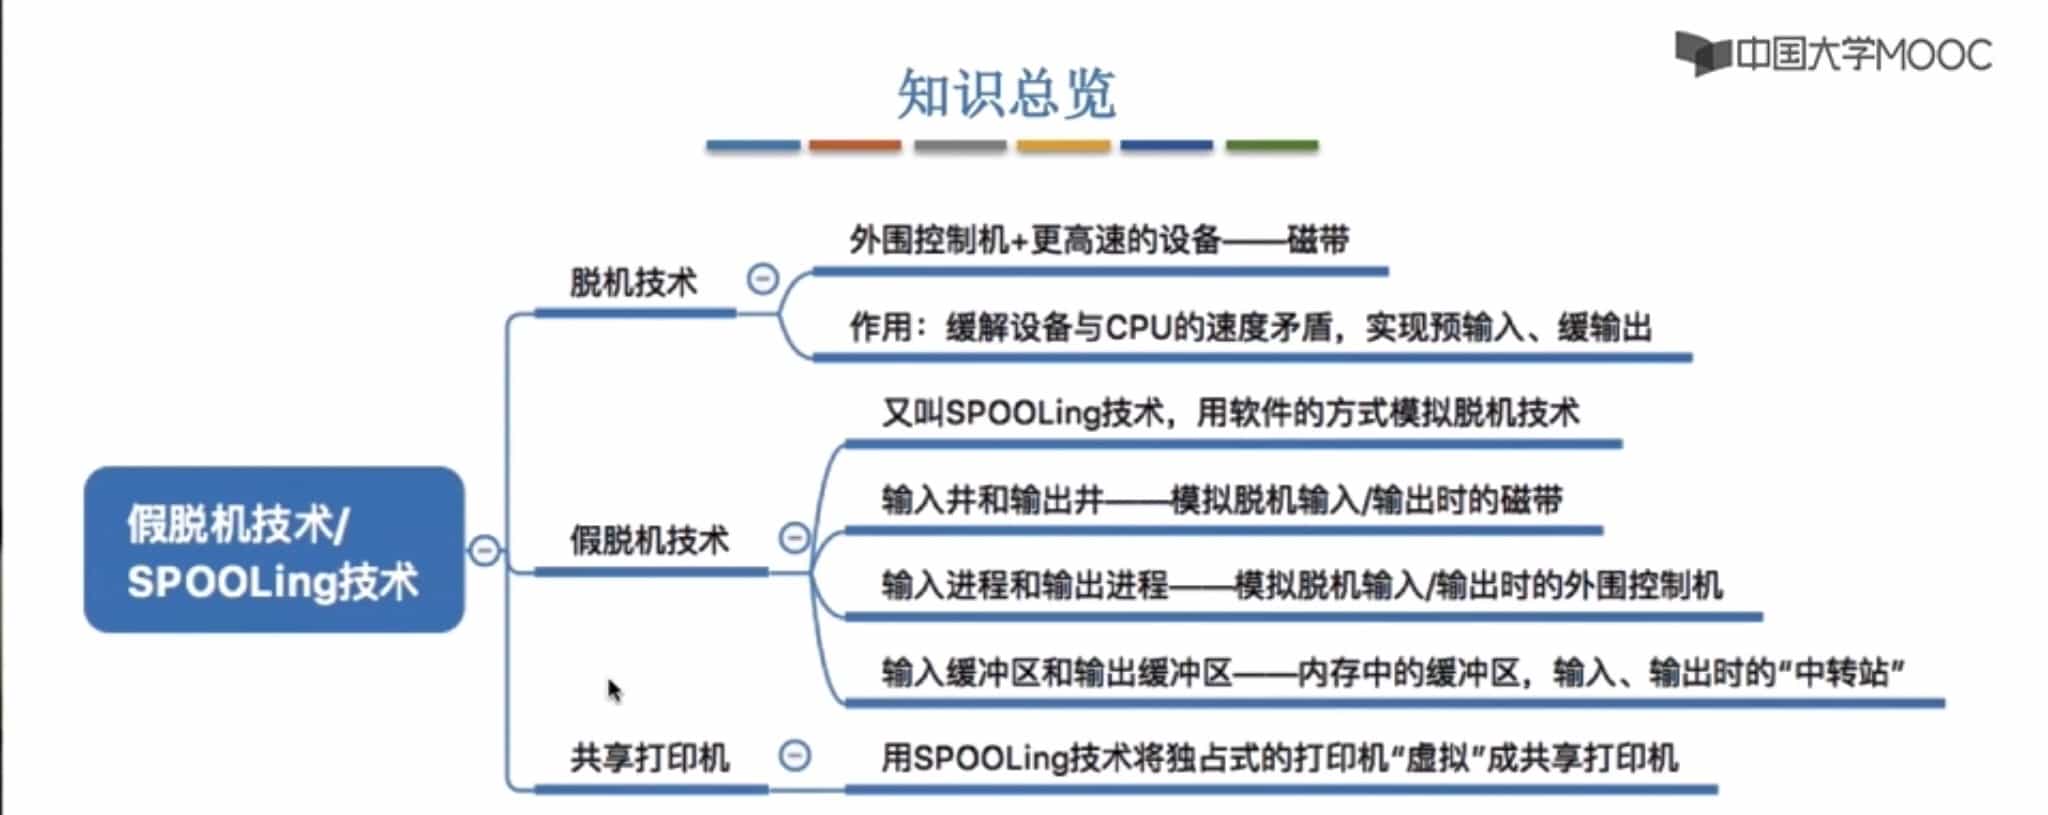 中国大学MOOC
知识总览
脱机技术
外围控制机+更高速的设备——磁带
作用：缓解设备与CPU的速度矛盾，实现预输入、缓输出
假脱机技术/
SPOOLing技术
假脱机技术
又叫SPOOLing技术，用软件的方式模拟脱机技术
输入井和输出井——模拟脱机输入/输出时的磁带
输入进程和输出进程——模拟脱机输入/输出时的外围控制机
输入缓冲区和输出缓冲区——内存中的缓冲区，输入、输出时的“中转站”
共享打印机
用SPOOLing技术将独占式的打印机“虚拟”成共享打印机